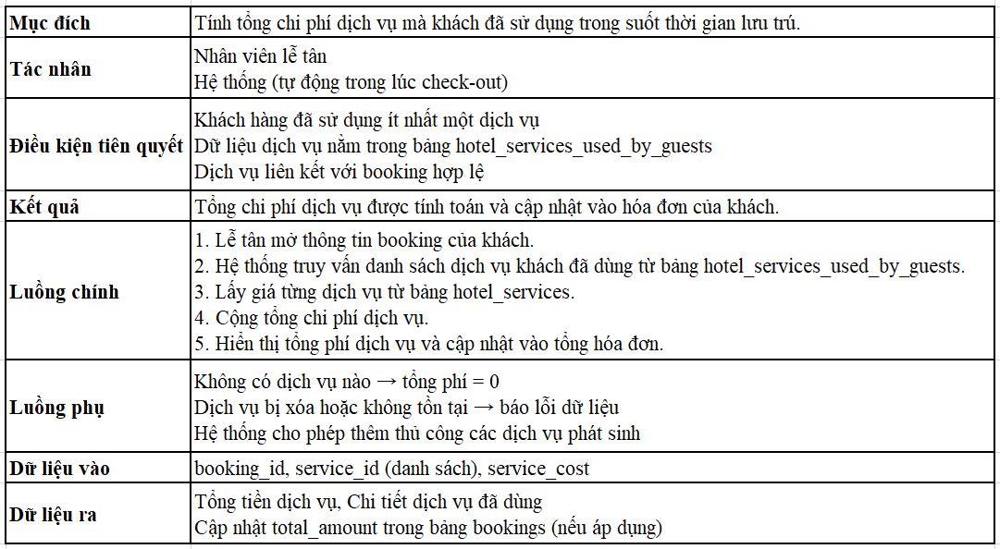 Mục đích
Tính tổng chi phí dịch vụ mà khách đã sử dụng trong suốt thời gian lưu trú.
Tác nhân
Nhân viên lễ tân
Hệ thống (tự động trong lúc check-out)
Điều kiện tiên quyết
Khách hàng đã sử dụng ít nhất một dịch vụ
Dữ liệu dịch vụ nằm trong bảng hotel_services_used_by_guests
Dịch vụ liên kết với booking hợp lệ
Kết quả
Tổng chi phí dịch vụ được tính toán và cập nhật vào hóa đơn của khách.
Luồng chính
1. Lễ tân mở thông tin booking của khách.
2. Hệ thống truy vấn danh sách dịch vụ khách đã dùng từ bảng hotel_services_used_by_guests.
3. Lấy giá từng dịch vụ từ bảng hotel_services.
4. Cộng tổng chi phí dịch vụ.
5. Hiển thị tổng phí dịch vụ và cập nhật vào tổng hóa đơn.
Luồng phụ
Không có dịch vụ nào → tổng phí = 0
Dịch vụ bị xóa hoặc không tồn tại → báo lỗi dữ liệu
Hệ thống cho phép thêm thủ công các dịch vụ phát sinh
Dữ liệu vào
booking_id, service_id (danh sách), service_cost
Dữ liệu ra
Tổng tiền dịch vụ, Chi tiết dịch vụ đã dùng
Cập nhật total_amount trong bảng bookings (nếu áp dụng)